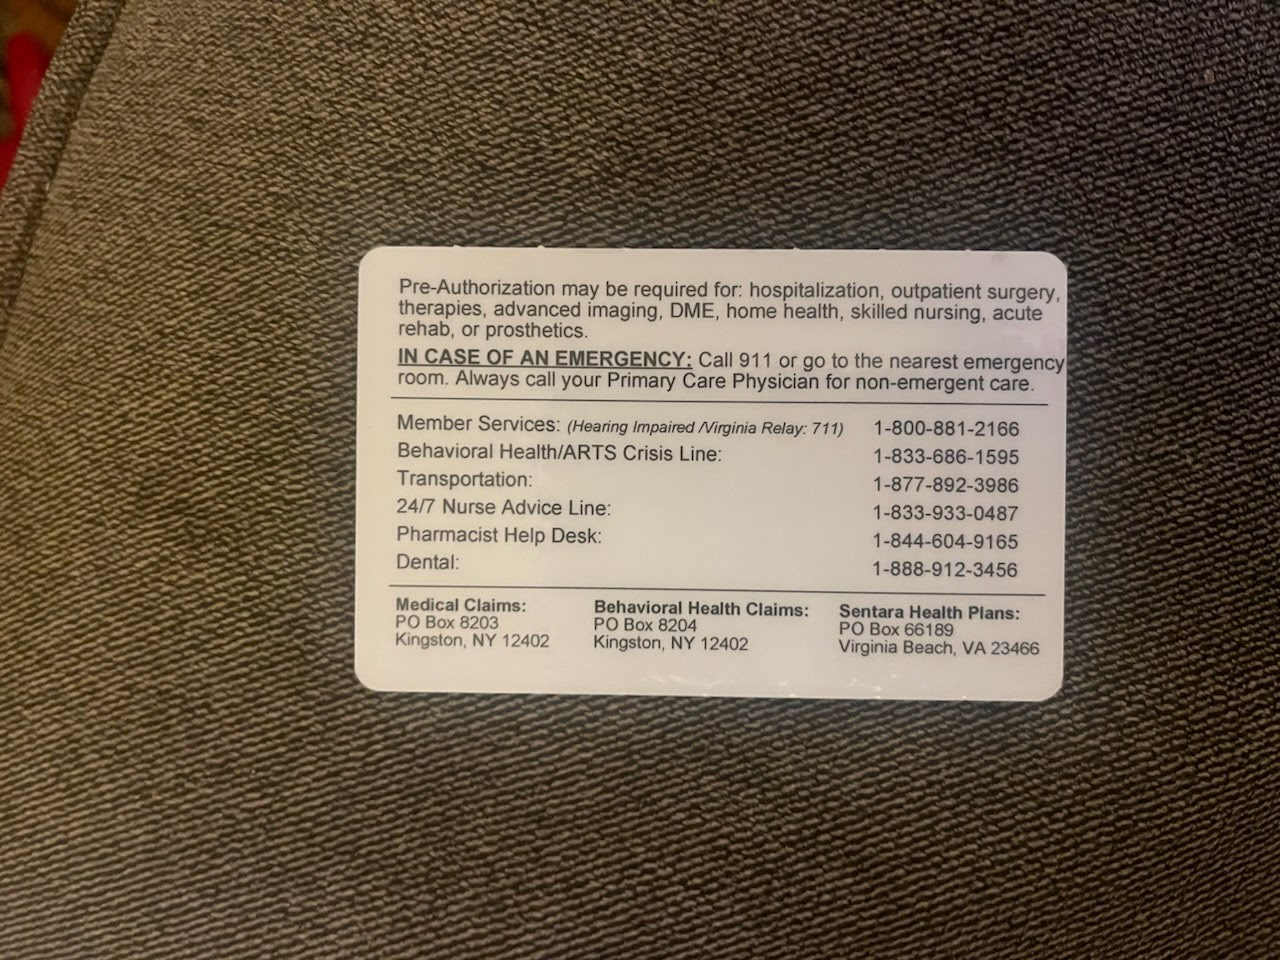 Pre-Authorization may be required for: hospitalization, outpatient surgery,
therapies, advanced imaging, DME, home health, skilled nursing, acute
rehab, or prosthetics.
IN CASE OF AN EMERGENCY: Call 911 or go to the nearest emergency
room. Always call your Primary Care Physician for non-emergent care.
Member Services: (Hearing Impaired /Virginia Relay: 711) 1-800-881-2166
Behavioral Health/ARTS Crisis Line: 1-833-686-1595
Transportation: 1-877-892-3986
24/7 Nurse Advice Line: 1-833-933-0487
Pharmacist Help Desk: 1-844-604-9165
Dental: 1-888-912-3456
Medical Claims:
PO Box 8203
Kingston, NY 12402
Behavioral Health Claims:
PO Box 8204
Kingston, NY 12402
Sentara Health Plans:
PO Box 66189
Virginia Beach, VA 23466